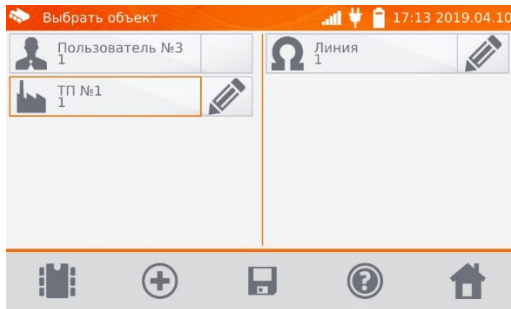 Выбрать объект
17:13 2019.04.10
Пользователь №3
1
ТП №1
1
Линия
1